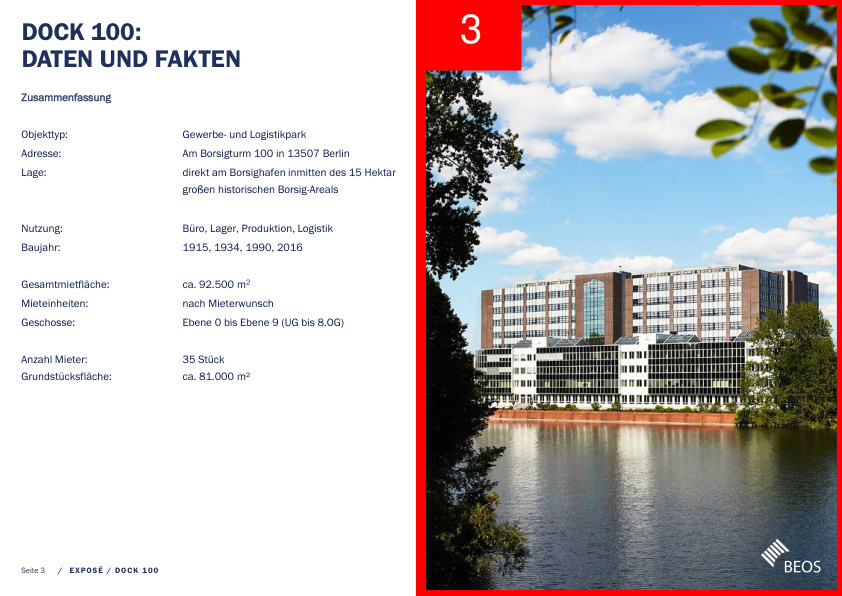 DOCK 100:
DATEN UND FAKTEN
Zusammenfassung
Objekttyp: Gewerbe- und Logistikpark
Adresse: Am Borsigturm 100 in 13507 Berlin
Lage: direkt am Borsighafen inmitten des 15 Hektar
großen historischen Borsig-Areals
Nutzung: Büro, Lager, Produktion, Logistik
Baujahr: 1915, 1934, 1990, 2016
Gesamtmietfläche: ca. 92.500 m²
Mieteinheiten: nach Mieterwunsch
Geschosse: Ebene 0 bis Ebene 9 (UG bis 8.OG)
Anzahl Mieter: 35 Stück
Grundstücksfläche: ca. 81.000 m²
Seite 3 / EXPOSÉ / DOCK 100
3
BEOS